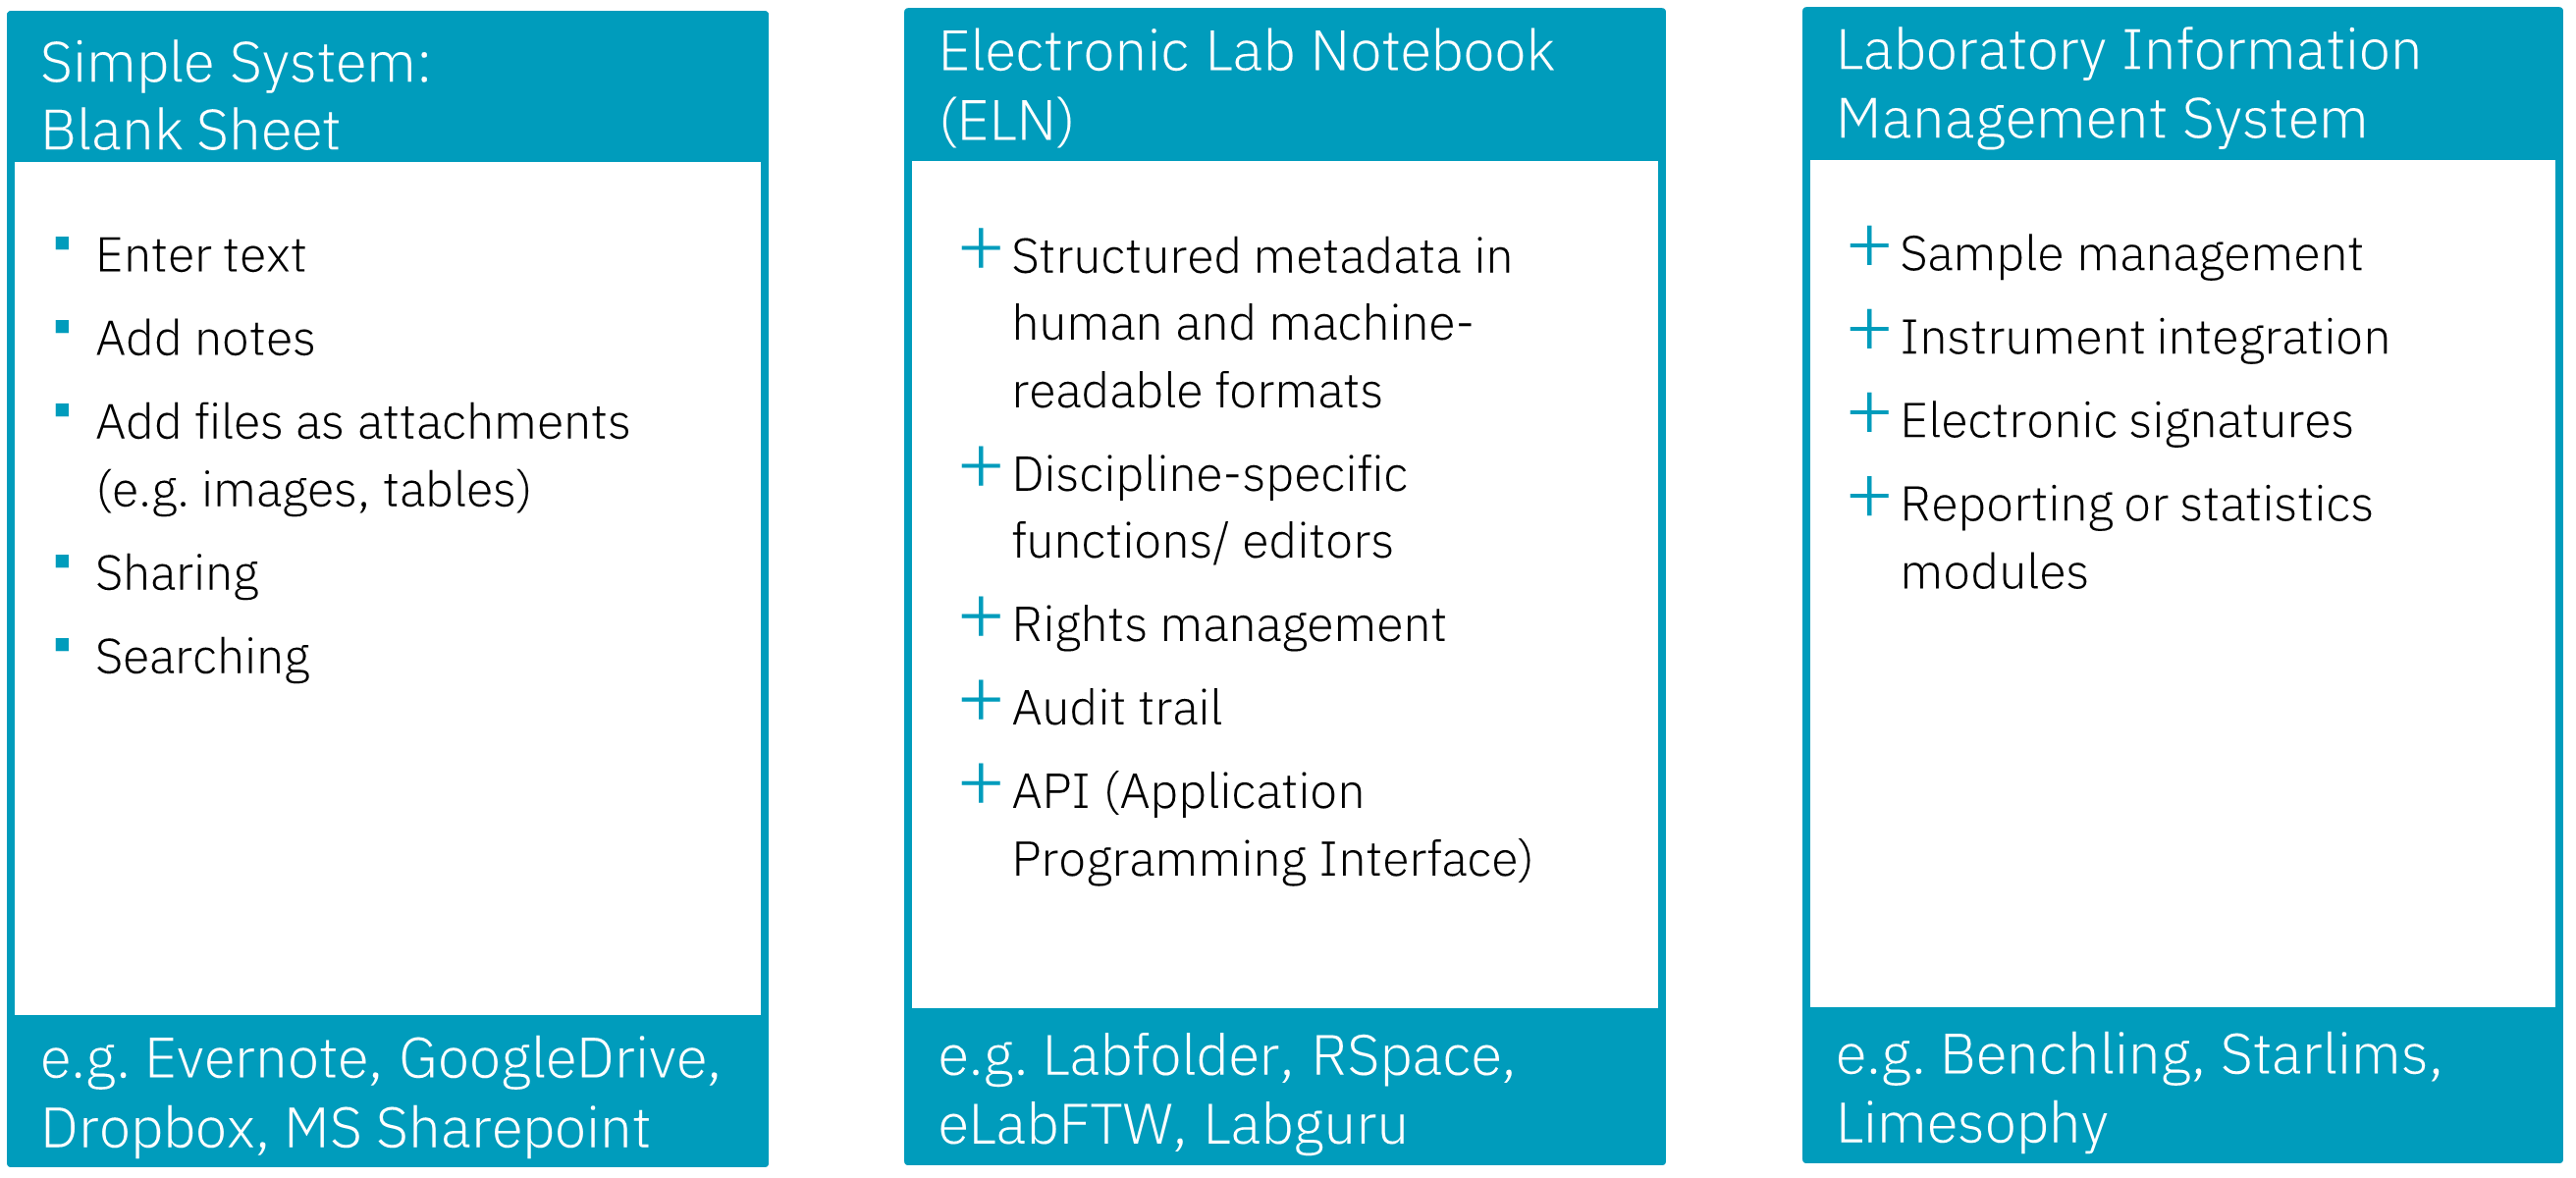 Simple System:
Blank Sheet
Enter text
Add notes
Add files as attachments
(e.g. images, tables)
Sharing
Searching
e.g. Evernote, GoogleDrive,
Dropbox, MS Sharepoint
Electronic Lab Notebook
(ELN)
+ Structured metadata in
human and machine-
readable formats
+ Discipline-specific
functions/ editors
+ Rights management
+ Audit trail
+ API (Application
Programming Interface)
e.g. Labfolder, RSpace,
eLabFTW, Labguru
Laboratory Information
Management System
+ Sample management
+ Instrument integration
+ Electronic signatures
+ Reporting or statistics
modules
e.g. Benchling, Starlims,
Limesophy